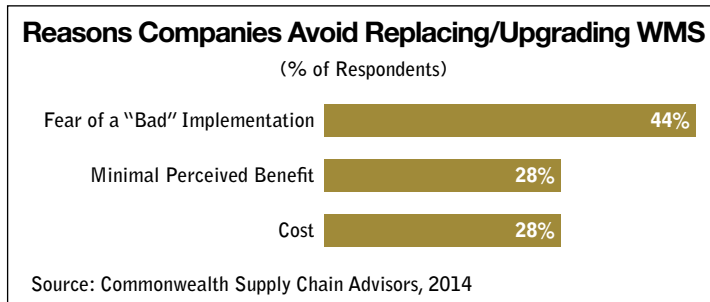 Reasons Companies Avoid Replacing/Upgrading WMS
(% of Respondents)
Fear of a “Bad” Implementation 44%
Minimal Perceived Benefit 28%
Cost 28%
Source: Commonwealth Supply Chain Advisors, 2014